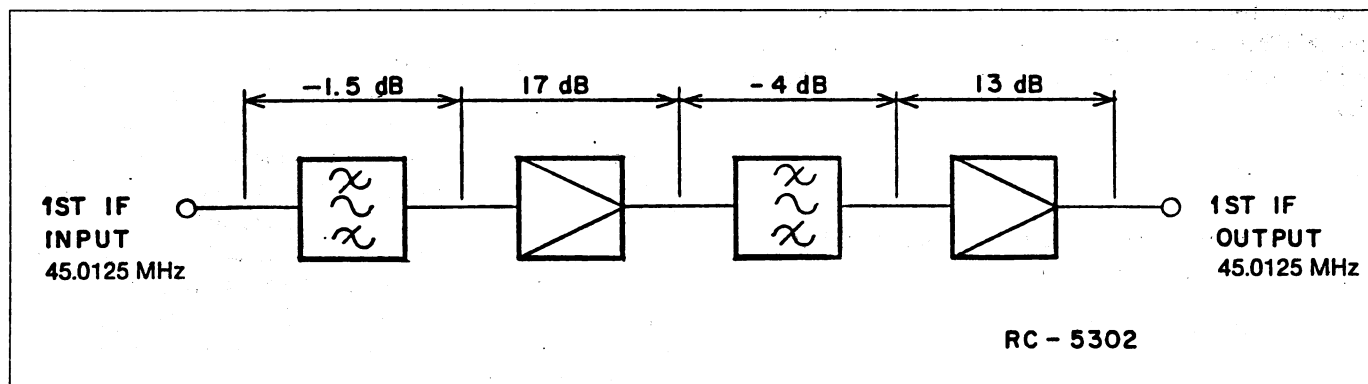 -1.5 dB 17 dB -4 dB 13 dB
1ST IF
INPUT
45.0125 MHz
1ST IF
OUTPUT
45.0125 MHz
RC-5302